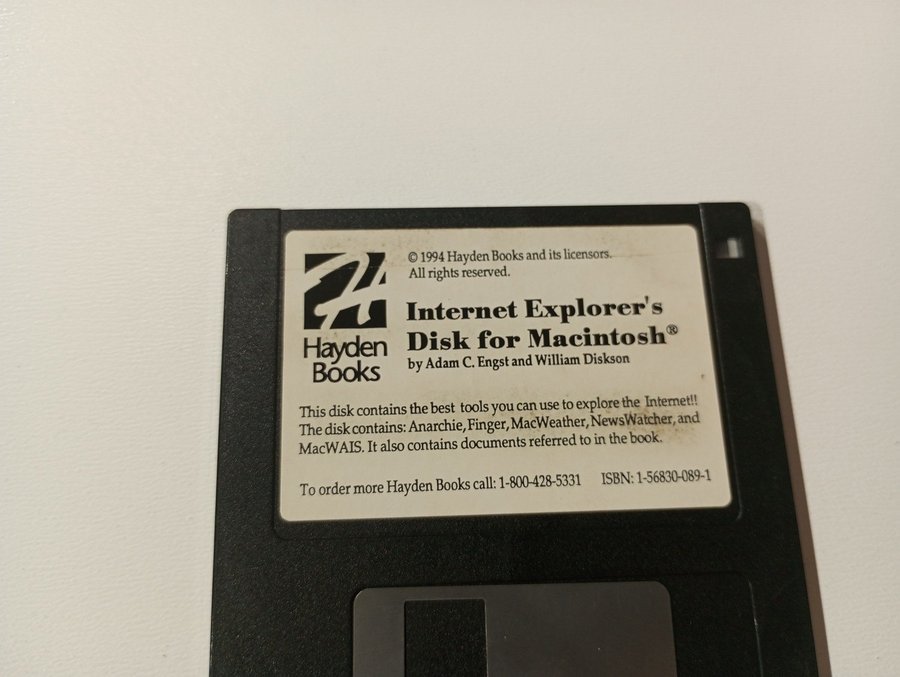 © 1994 Hayden Books and its licensors.
All rights reserved.
Internet Explorer's
Disk for Macintosh®
by Adam C. Engst and William Diskson
Hayden
Books
This disk contains the best tools you can use to explore the Internet!!
The disk contains: Anarchie, Finger, MacWeather, NewsWatcher, and
MacWAIS. It also contains documents referred to in the book.
To order more Hayden Books call: 1-800-428-5331 ISBN: 1-56830-089-1